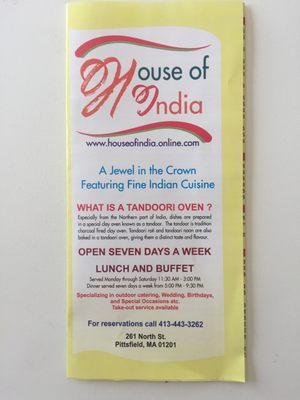 House of
India
www.houseofindia.online.com
A Jewel in the Crown
Featuring Fine Indian Cuisine
WHAT IS A TANDOORI OVEN ?
Especially from the Northern part of India, dishes are prepared
in a special clay oven known as a tandoor. The tandoor is tradition
charcoal fired clay oven. Tandoori roti and tandoori naan are also
baked in a tandoori oven, giving them a distinct taste and flavour.
OPEN SEVEN DAYS A WEEK
LUNCH AND BUFFET
Served Monday through Saturday 11:30 AM - 3:00 PM
Dinner served seven days a week from 5:00 PM - 9:30 PM
Specializing in outdoor catering, Wedding, Birthdays,
and Special Occasions etc.
Take-out service available
For reservations call 413-443-3262
261 North St.
Pittsfield, MA 01201